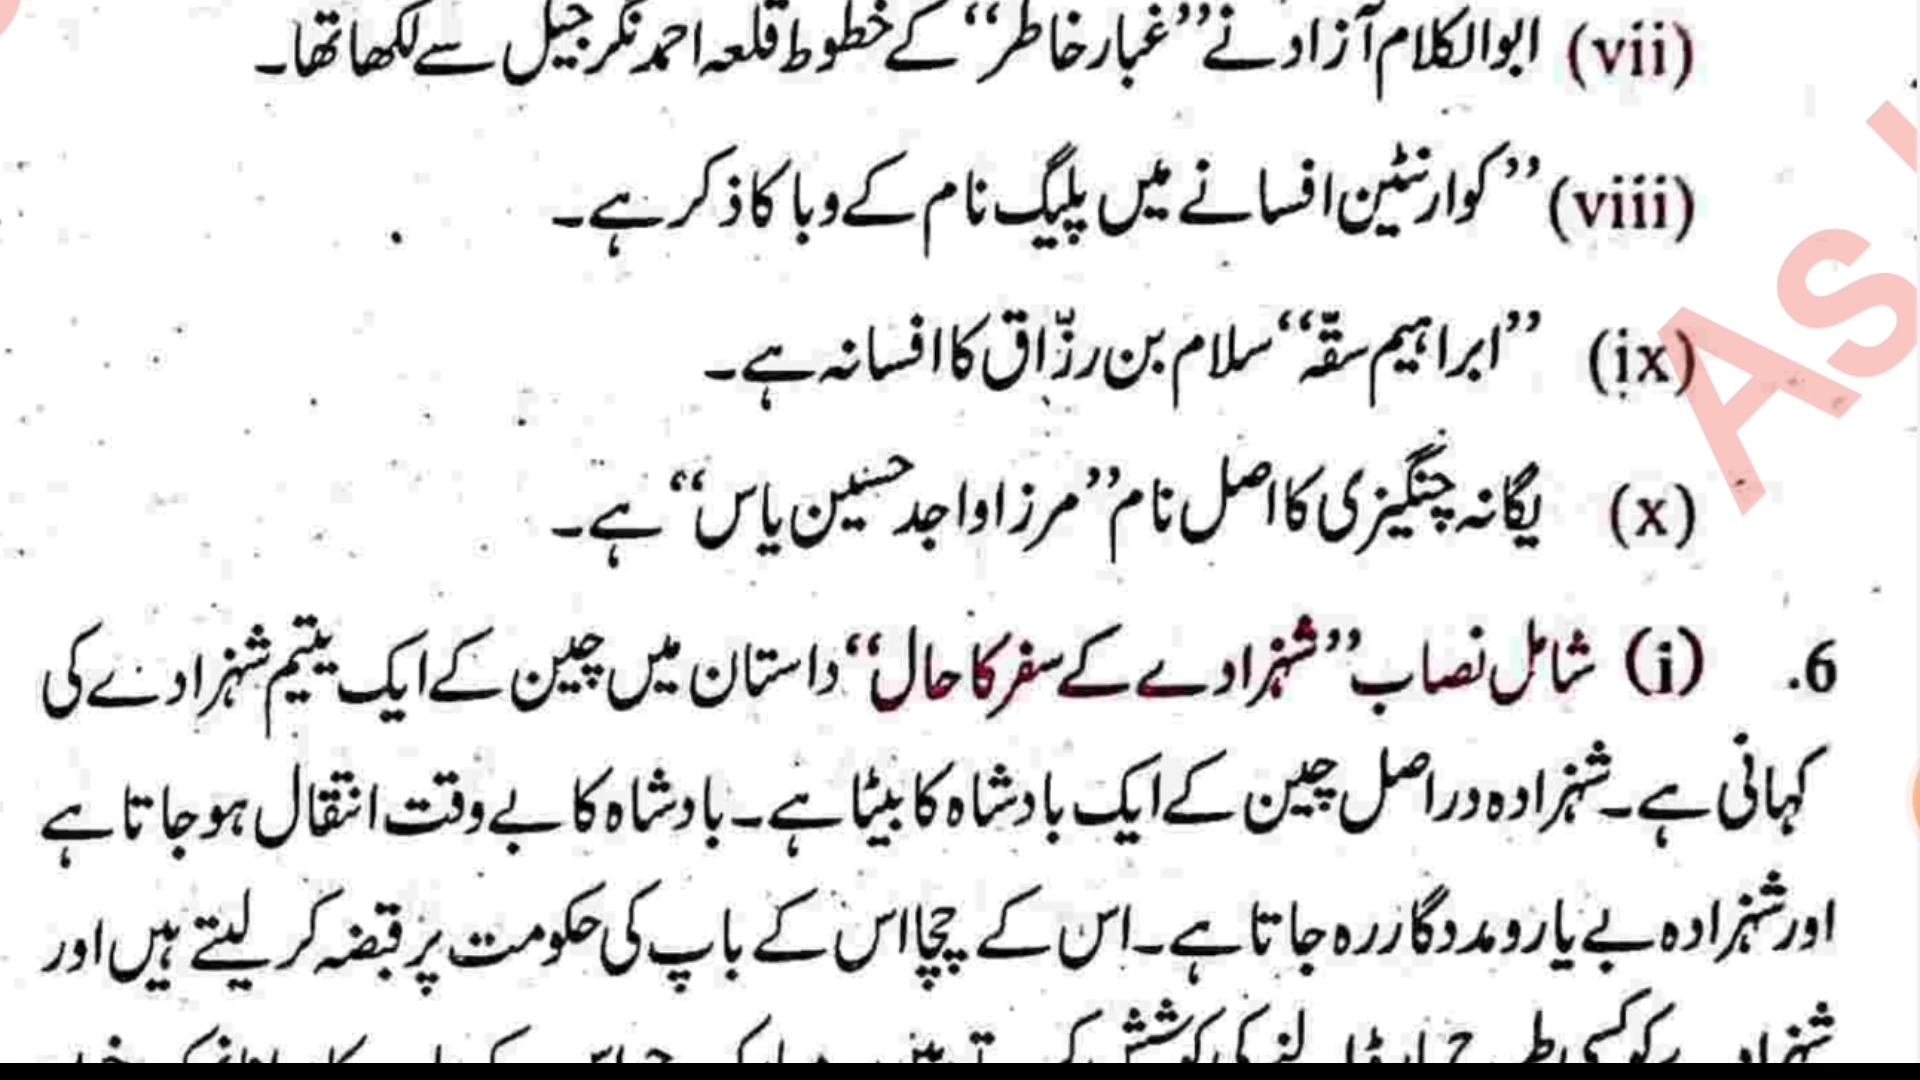 (vii) ابوالکلام آزاد نے ’’غبار خاطر‘‘ کے خطوط قلعہ احمد نگر جیل سے لکھا تھا۔
(viii) ’’کوارنٹین افسانے میں پلیگ نام کے وبا کا ذکر ہے۔
(ix) ’’ابراہیم سقّہ‘‘ سلام بن رزّاق کا افسانہ ہے۔
(x) یگانہ چنگیزی کا اصل نام ’’مرزا واجد حسین یاس‘‘ ہے۔
6. (i) شامل نصاب ’’شہزادے کے سفر کا حال‘‘ داستان میں چین کے ایک یتیم شہزادے کی
کہانی ہے۔ شہزادہ دراصل چین کے ایک بادشاہ کا بیٹا ہے۔ بادشاہ کا بے وقت انتقال ہو جاتا ہے
اور شہزادہ بے یار و مددگار رہ جاتا ہے۔ اس کے چچا اس کے باپ کی حکومت پر قبضہ کر لیتے ہیں اور
As